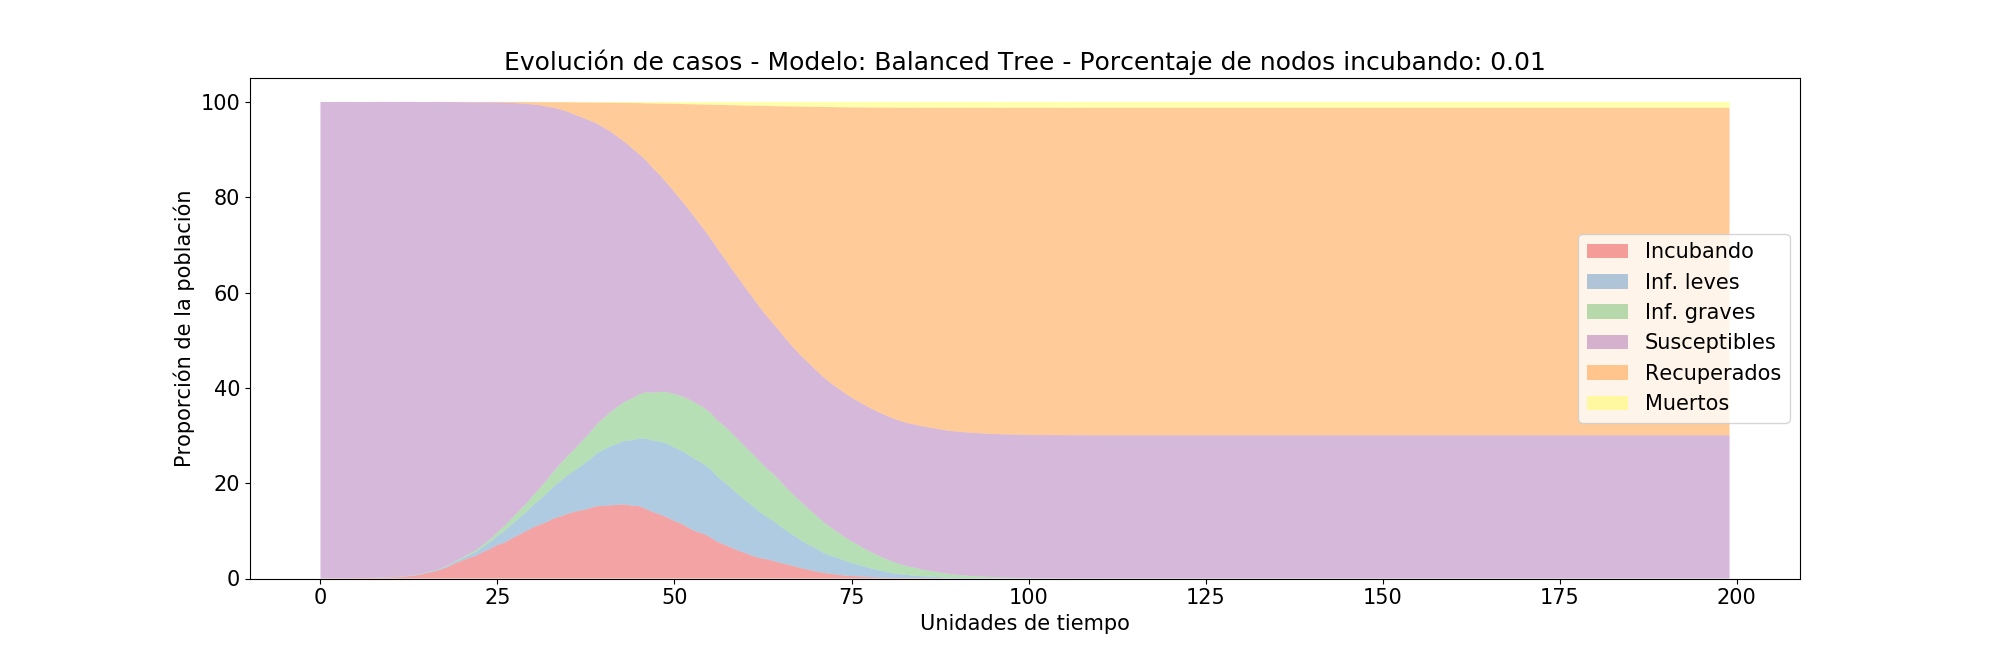 Evolución de casos - Modelo: Balanced Tree - Porcentaje de nodos incubando: 0.01
100
80
60
40
20
0
Proporción de la población
Incubando
Inf. leves
Inf. graves
Susceptibles
Recuperados
Muertos
0 25 50 75 100 125 150 175 200
Unidades de tiempo